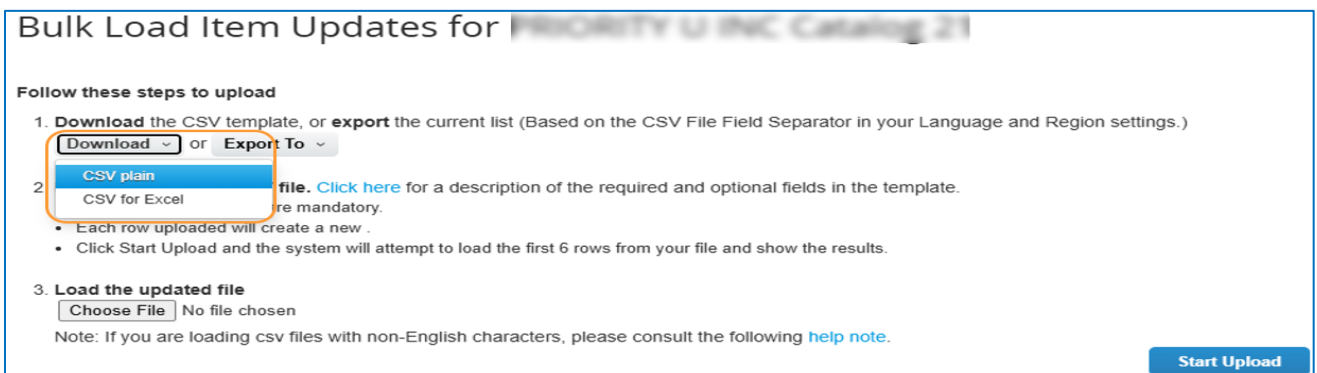 Bulk Load Item Updates for
Follow these steps to upload
1. Download the CSV template, or export the current list (Based on the CSV File Field Separator in your Language and Region settings.)
Download or Export To
CSV plain
2 file. Click here for a description of the required and optional fields in the template.
CSV for Excel
re mandatory.
• Each row uploaded will create a new .
• Click Start Upload and the system will attempt to load the first 6 rows from your file and show the results.
3. Load the updated file
Choose File No file chosen
Note: If you are loading csv files with non-English characters, please consult the following help note.
Start Upload